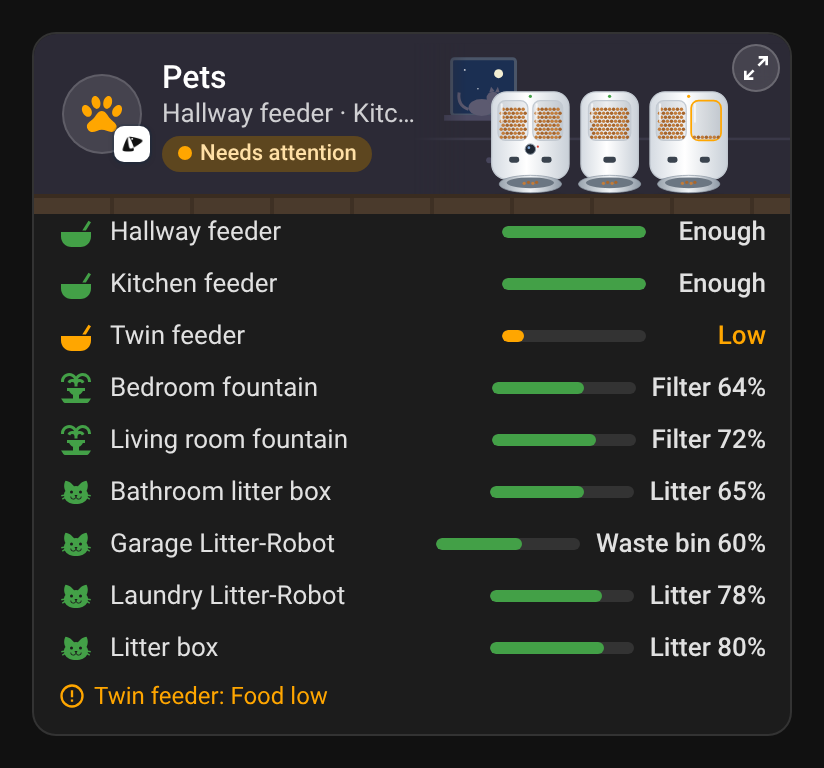 Pets
Hallway feeder · Kitc...
Needs attention
Hallway feeder Enough
Kitchen feeder Enough
Twin feeder Low
Bedroom fountain Filter 64%
Living room fountain Filter 72%
Bathroom litter box Litter 65%
Garage Litter-Robot Waste bin 60%
Laundry Litter-Robot Litter 78%
Litter box Litter 80%
Twin feeder: Food low